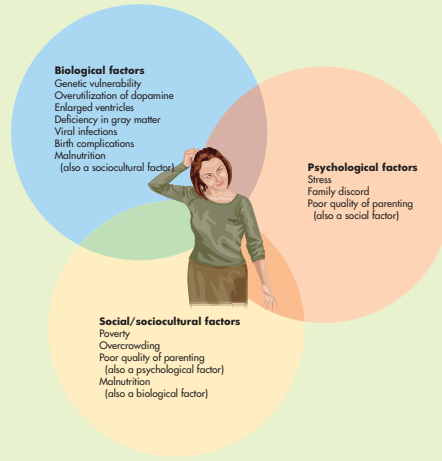 Biological factors
Genetic vulnerability
Overutilization of dopamine
Enlarged ventricles
Deficiency in gray matter
Viral infections
Birth complications
Malnutrition
(also a sociocultural factor)
Psychological factors
Stress
Family discord
Poor quality of parenting
(also a social factor)
Social/sociocultural factors
Poverty
Overcrowding
Poor quality of parenting
(also a psychological factor)
Malnutrition
(also a biological factor)